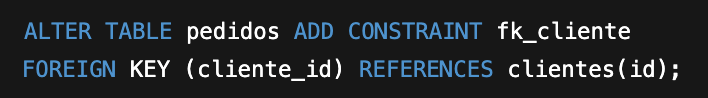 ALTER TABLE pedidos ADD CONSTRAINT fk_cliente
FOREIGN KEY (cliente_id) REFERENCES clientes(id);